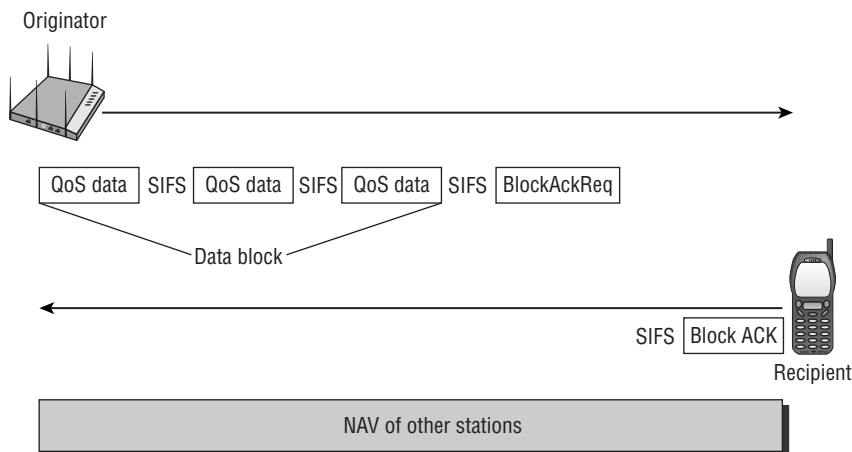 Originator
QoS data SIFS QoS data SIFS QoS data SIFS BlockAckReq
Data block
SIFS Block ACK
Recipient
NAV of other stations